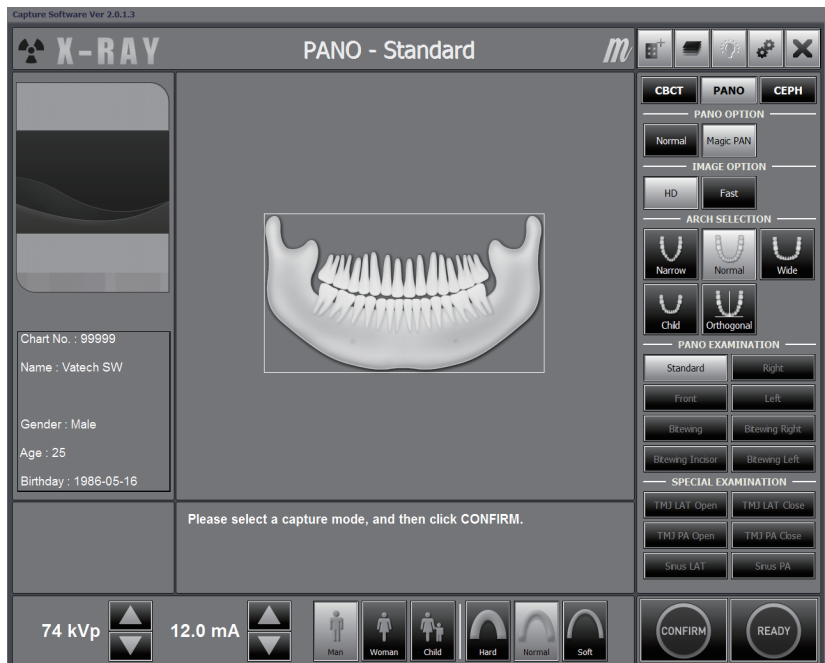 Capture Software Ver 2.0.1.3
X-RAY
PANO - Standard
m
CBCT
PANO
CEPH
PANO OPTION
Normal
Magic PAN
IMAGE OPTION
HD
Fast
ARCH SELECTION
Narrow
Normal
Wide
Child
Orthogonal
PANO EXAMINATION
Standard
Right
Front
Left
Bitewing
Bitewing Right
Bitewing Incisor
Bitewing Left
SPECIAL EXAMINATION
TMJ LAT Open
TMJ LAT Close
TMJ PA Open
TMJ PA Close
Sinus LAT
Sinus PA
Chart No. : 99999
Name : Vatech SW
Gender : Male
Age : 25
Birthday : 1986-05-16
Please select a capture mode, and then click CONFIRM.
74 kVp
12.0 mA
Man
Woman
Child
Hard
Normal
Soft
CONFIRM
READY